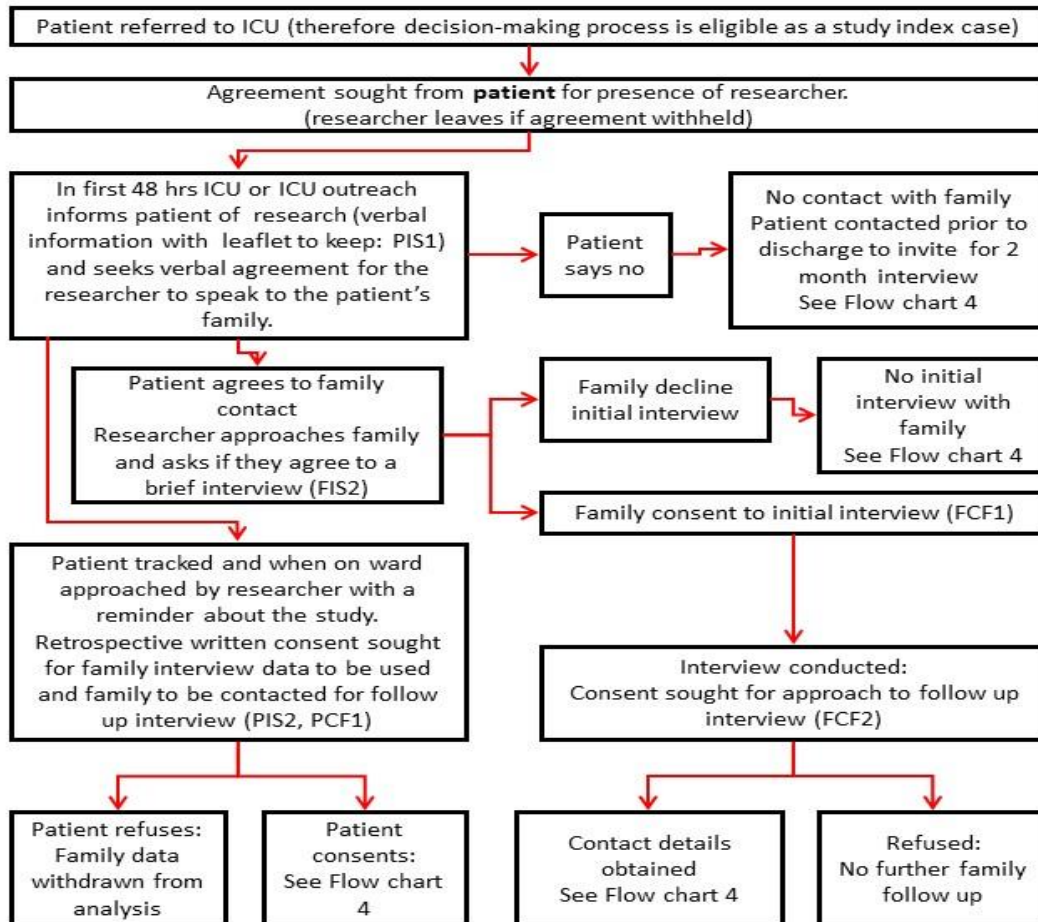 Patient referred to ICU (therefore decision-making process is eligible as a study index case)
Agreement sought from patient for presence of researcher.
(researcher leaves if agreement withheld)
In first 48 hrs ICU or ICU outreach
informs patient of research (verbal
information with leaflet to keep: PIS1)
and seeks verbal agreement for the
researcher to speak to the patient's
family.
Patient
says no
No contact with family
Patient contacted prior to
discharge to invite for 2
month interview
See Flow chart 4
Patient agrees to family
contact
Researcher approaches family
and asks if they agree to a
brief interview (FIS2)
Family decline
initial interview
No initial
interview with
family
See Flow chart 4
Family consent to initial interview (FCF1)
Patient tracked and when on ward
approached by researcher with a
reminder about the study.
Retrospective written consent sought
for family interview data to be used
and family to be contacted for follow
up interview (PIS2, PCF1)
Interview conducted:
Consent sought for approach to follow up
interview (FCF2)
Patient refuses:
Family data
withdrawn from
analysis
Patient
consents:
See Flow chart
4
Contact details
obtained
See Flow chart 4
Refused:
No further family
follow up